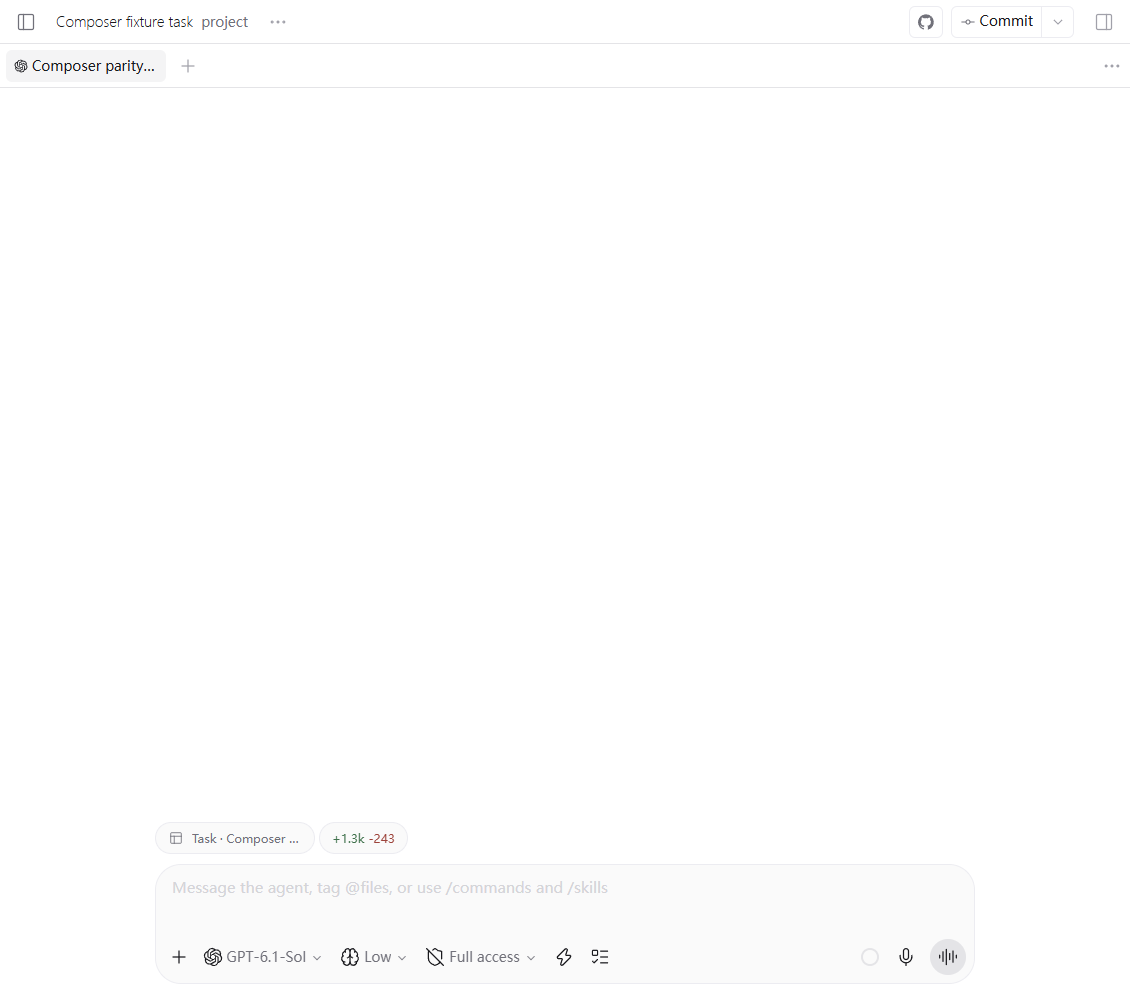 Composer fixture task project
Commit
Composer parity...
Task · Composer ...
+1.3k -243
Message the agent, tag @files, or use /commands and /skills
GPT-6.1-Sol
Low
Full access